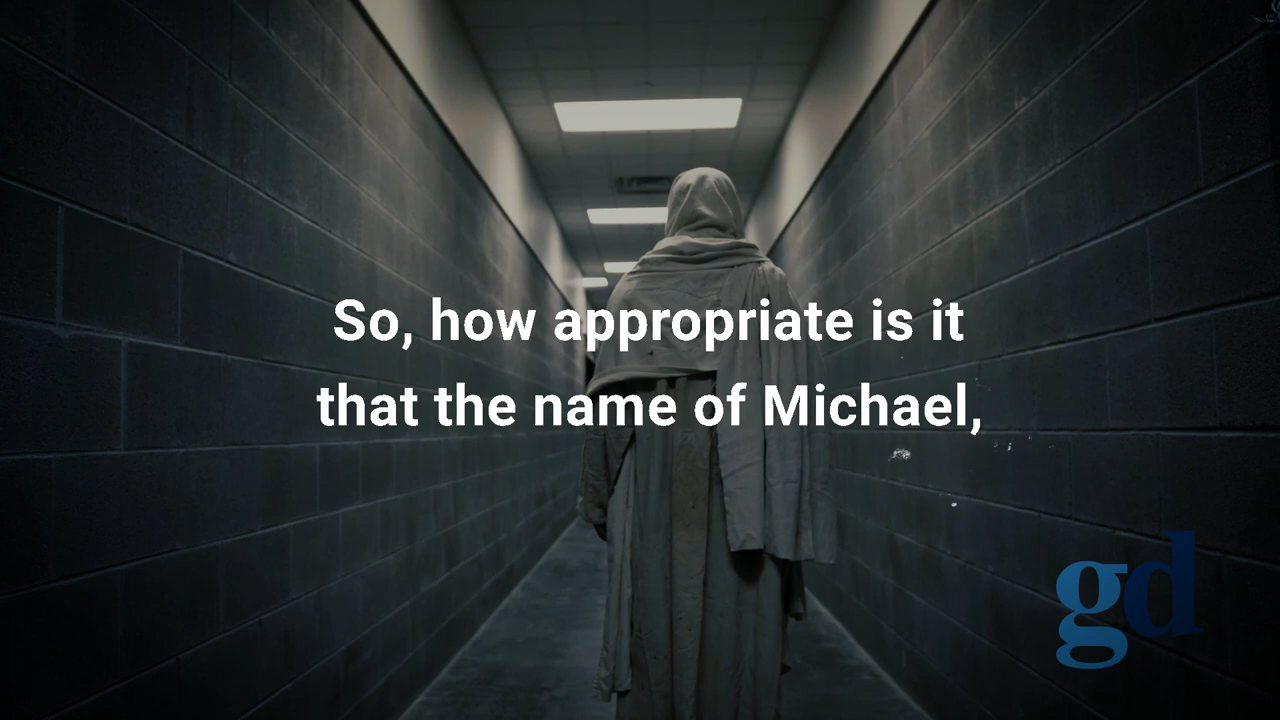 So, how appropriate is it
that the name of Michael,
gd